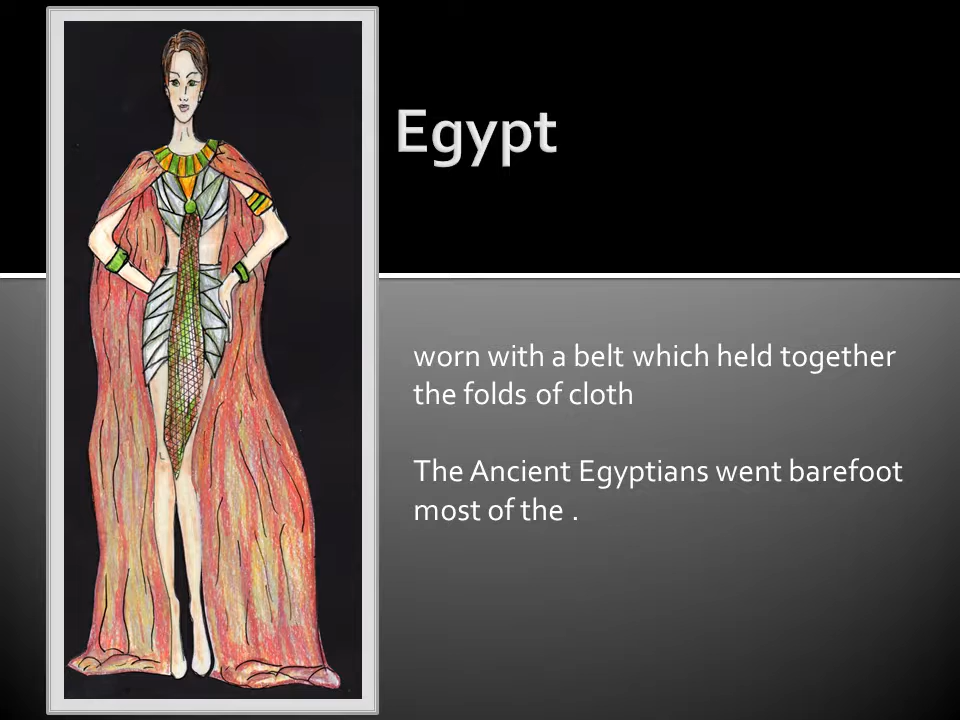 Egypt
worn with a belt which held together
the folds of cloth
The Ancient Egyptians went barefoot
most of the .